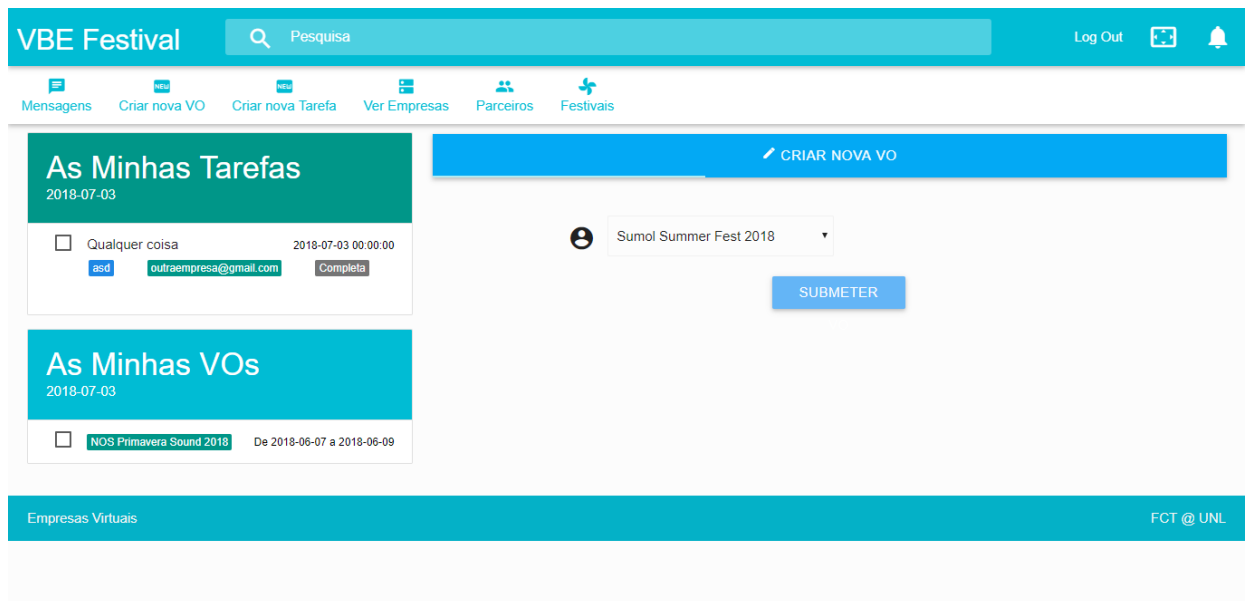 VBE Festival
Pesquisa
Log Out
Mensagens
NEW
Criar nova VO
NEW
Criar nova Tarefa
Ver Empresas
Parceiros
Festivais
As Minhas Tarefas
2018-07-03
Qualquer coisa 2018-07-03 00:00:00
asd outraempresa@gmail.com Completa
As Minhas VOs
2018-07-03
NOS Primavera Sound 2018 De 2018-06-07 a 2018-06-09
CRIAR NOVA VO
Sumol Summer Fest 2018
SUBMETER
Empresas Virtuais
FCT @ UNL